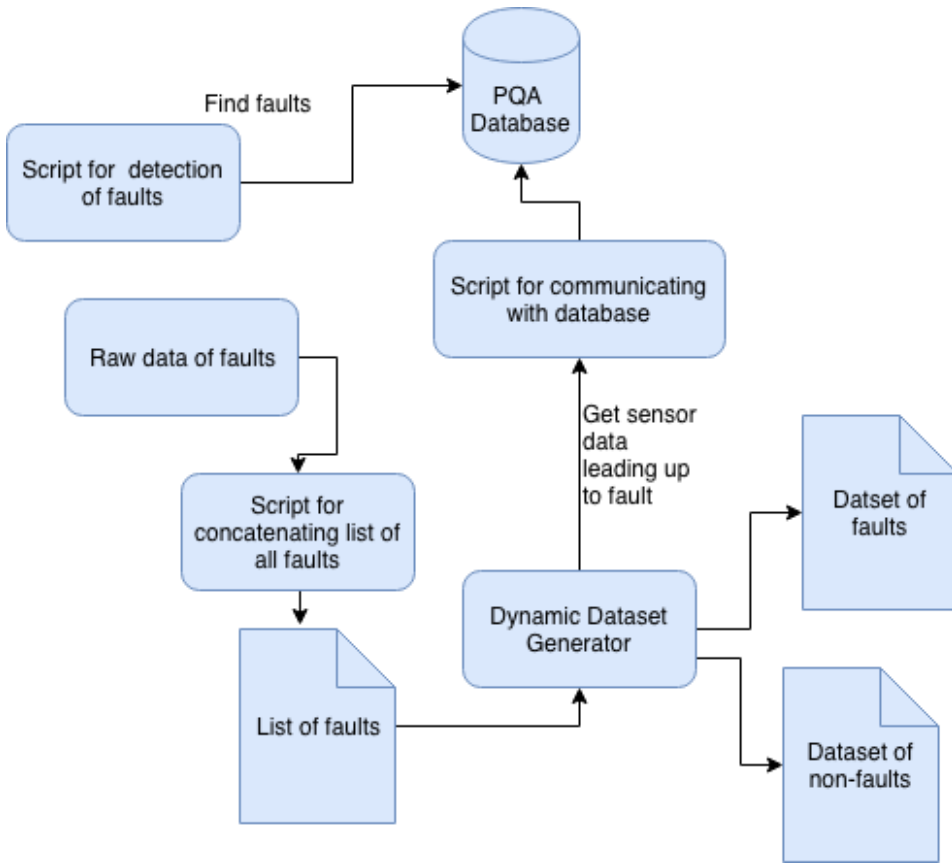 PQA
Database
Find faults
Script for detection
of faults
Script for communicating
with database
Raw data of faults
Get sensor
data
leading up
to fault
Script for
concatenating list of
all faults
Datset of
faults
Dynamic Dataset
Generator
List of faults
Dataset of
non-faults